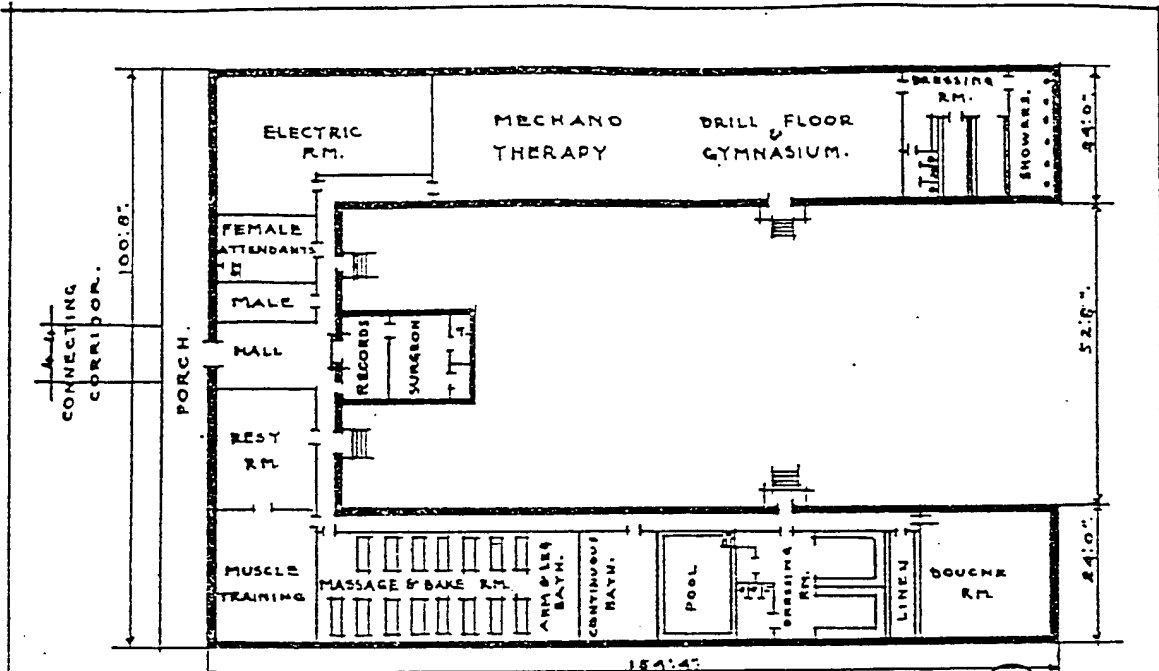 ELECTRIC
RM.
MECHANO
THERAPY
DRILL FLOOR
&
GYMNASIUM.
DRESSING
RM.
SHOWERS.
24'0".
FEMALE
ATTENDANTS
MALE
HALL
RECORDS
SURGEON
REST
RM
CONNECTING
CORRIDOR.
100'8".
PORCH.
52'8".
MUSCLE
TRAINING
MASSAGE & BAKE RM.
ARM & LEG
BATH.
CONTINUOUS
BATH.
POOL
DRESSING
RM.
LINEN
DOUCHE
RM
24'0".
154'4".